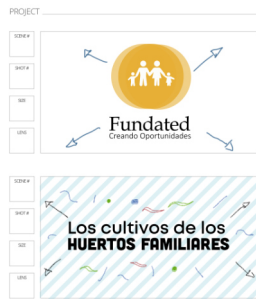 PROJECT
SCENE #
SHOT #
SIZE
LENS
Fundated
Creando Oportunidades
SCENE #
SHOT #
SIZE
LENS
Los cultivos de los
HUERTOS FAMILIARES